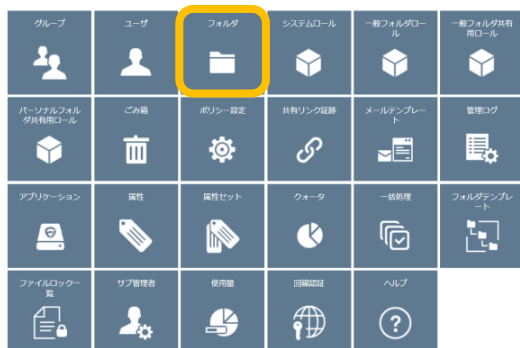 グループ
ユーザ
フォルダ
システムロール
一般フォルダロー
ル
一般フォルダ共有
用ロール
パーソナルフォル
ダ共有用ロール
ごみ箱
ポリシー設定
共有リンク証跡
メールテンプレー
ト
管理ログ
アプリケーション
属性
属性セット
クォータ
一括処理
フォルダテンプレ
ート
ファイルロック一
覧
サブ管理者
使用量
回線認証
ヘルプ